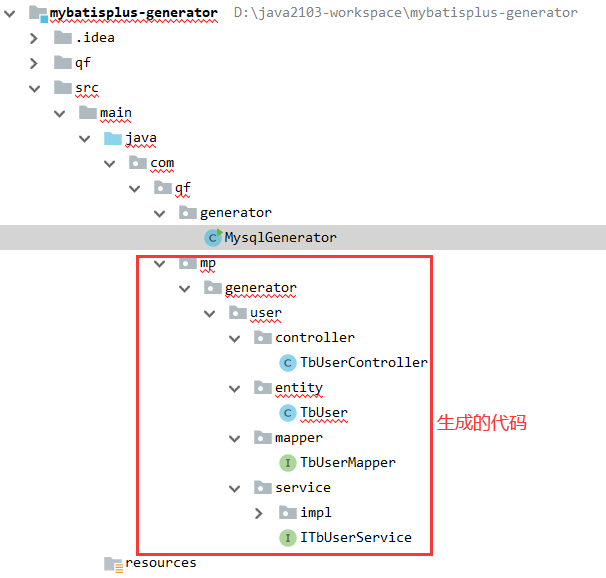 mybatisplus-generator D:\java2103-workspace\mybatisplus-generator
.idea
qf
src
main
java
com
qf
generator
MysqlGenerator
mp
generator
user
controller
TbUserController
entity
TbUser
生成的代码
mapper
TbUserMapper
service
impl
ITbUserService
resources